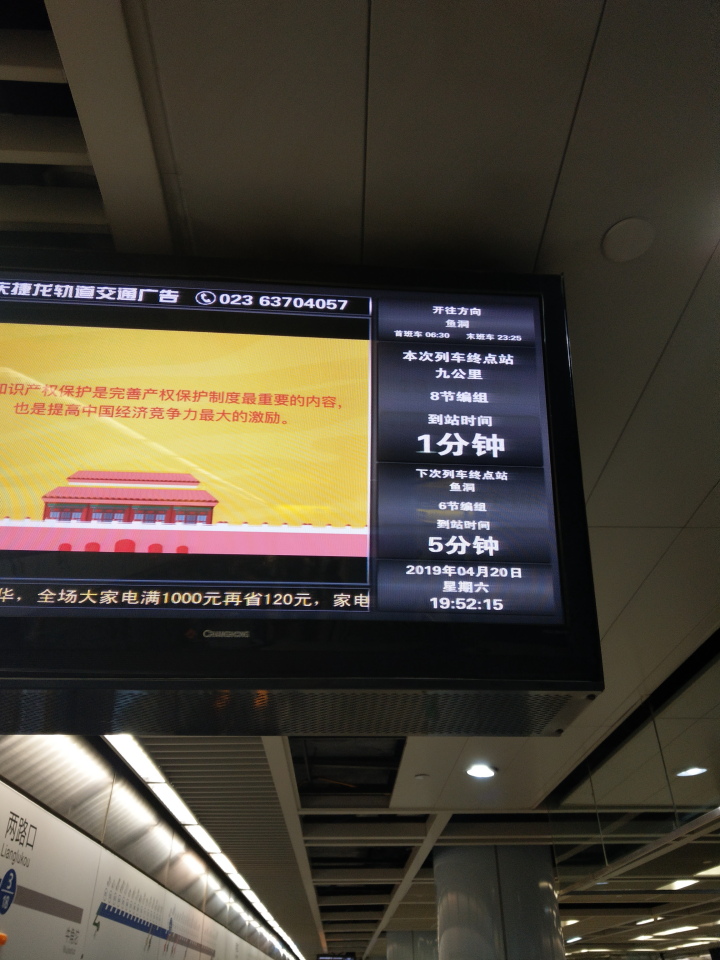 庆捷龙轨道交通广告 023 63704057
知识产权保护是完善产权保护制度最重要的内容，
也是提高中国经济竞争力最大的激励。
华，全场大家电满1000元再省120元，家电
开往方向
鱼洞
首班车 06:30 末班车 23:25
本次列车终点站
九公里
8节编组
到站时间
1分钟
下次列车终点站
鱼洞
6节编组
到站时间
5分钟
2019年04月20日
星期六
19:52:15
CHANGHONG
两路口
Lianglukou
3